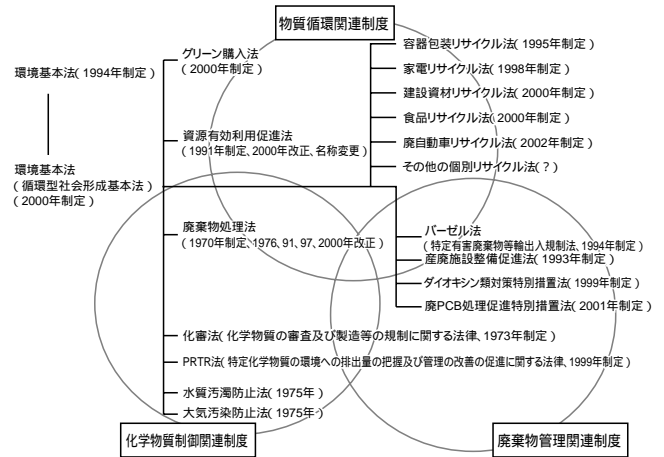 物質循環関連制度
環境基本法(1994年制定)
環境基本法
(循環型社会形成基本法)
(2000年制定)
グリーン購入法
(2000年制定)
資源有効利用促進法
(1991年制定、2000年改正、名称変更)
廃棄物処理法
(1970年制定、1976, 91, 97, 2000年改正)
容器包装リサイクル法(1995年制定)
家電リサイクル法(1998年制定)
建設資材リサイクル法(2000年制定)
食品リサイクル法(2000年制定)
廃自動車リサイクル法(2002年制定)
その他の個別リサイクル法(?)
バーゼル法
(特定有害廃棄物等輸出入規制法、1994年制定)
産廃施設整備促進法(1993年制定)
ダイオキシン類対策特別措置法(1999年制定)
廃PCB処理促進特別措置法(2001年制定)
化審法(化学物質の審査及び製造等の規制に関する法律、1973年制定)
PRTR法(特定化学物質の環境への排出量の把握及び管理の改善の促進に関する法律、1999年制定)
水質汚濁防止法(1975年)
大気汚染防止法(1975年)
化学物質制御関連制度
廃棄物管理関連制度